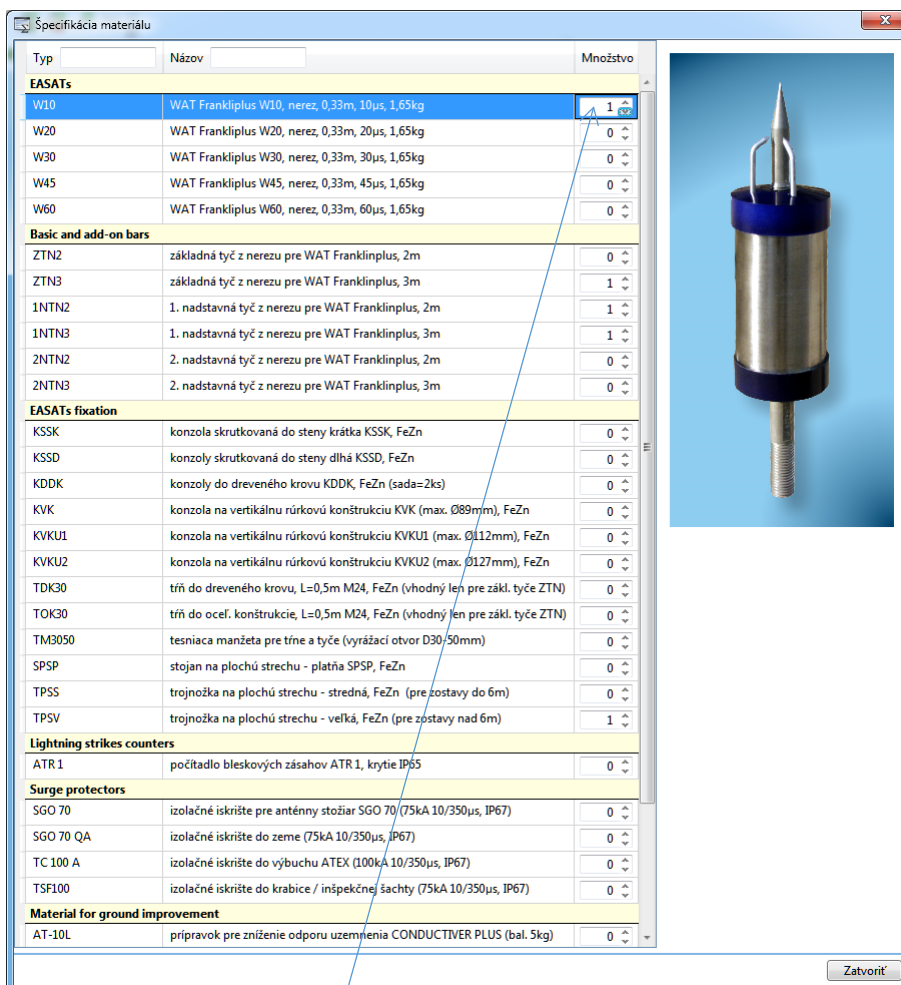 Špecifikácia materiálu
Typ Názov Množstvo
EASATs
W10 WAT Frankliplus W10, nerez, 0,33m, 10µs, 1,65kg 1
W20 WAT Frankliplus W20, nerez, 0,33m, 20µs, 1,65kg 0
W30 WAT Frankliplus W30, nerez, 0,33m, 30µs, 1,65kg 0
W45 WAT Frankliplus W45, nerez, 0,33m, 45µs, 1,65kg 0
W60 WAT Frankliplus W60, nerez, 0,33m, 60µs, 1,65kg 0
Basic and add-on bars
ZTN2 základná tyč z nerezu pre WAT Franklinplus, 2m 0
ZTN3 základná tyč z nerezu pre WAT Franklinplus, 3m 1
1NTN2 1. nadstavná tyč z nerezu pre WAT Franklinplus, 2m 1
1NTN3 1. nadstavná tyč z nerezu pre WAT Franklinplus, 3m 1
2NTN2 2. nadstavná tyč z nerezu pre WAT Franklinplus, 2m 0
2NTN3 2. nadstavná tyč z nerezu pre WAT Franklinplus, 3m 0
EASATs fixation
KSSK konzola skrutkovaná do steny krátka KSSK, FeZn 0
KSSD konzoly skrutkovaná do steny dlhá KSSD, FeZn 0
KDDK konzoly do dreveného krovu KDDK, FeZn (sada=2ks) 0
KVK konzola na vertikálnu rúrkovú konštrukciu KVK (max. Ø89mm), FeZn 0
KVKU1 konzola na vertikálnu rúrkovú konštrukciu KVKU1 (max. Ø112mm), FeZn 0
KVKU2 konzola na vertikálnu rúrkovú konštrukciu KVKU2 (max. Ø127mm), FeZn 0
TDK30 tŕň do dreveného krovu, L=0,5m M24, FeZn (vhodný len pre zákl. tyče ZTN) 0
TOK30 tŕň do oceľ. konštrukcie, L=0,5m M24, FeZn (vhodný len pre zákl. tyče ZTN) 0
TM3050 tesniaca manžeta pre tŕne a tyče (vyrážací otvor D30-50mm) 0
SPSP stojan na plochú strechu - platňa SPSP, FeZn 0
TPSS trojnožka na plochú strechu - stredná, FeZn (pre zostavy do 6m) 0
TPSV trojnožka na plochú strechu - veľká, FeZn (pre zostavy nad 6m) 1
Lightning strikes counters
ATR 1 počítadlo bleskových zásahov ATR 1, krytie IP65 0
Surge protectors
SGO 70 izolačné iskrište pre anténny stožiar SGO 70 (75kA 10/350µs, IP67) 0
SGO 70 QA izolačné iskrište do zeme (75kA 10/350µs, IP67) 0
TC 100 A izolačné iskrište do výbuchu ATEX (100kA 10/350µs, IP67) 0
TSF100 izolačné iskrište do krabice / inšpekčnej šachty (75kA 10/350µs, IP67) 0
Material for ground improvement
AT-10L prípravok pre zníženie odporu uzemnenia CONDUCTIVER PLUS (bal. 5kg) 0
Zatvoriť